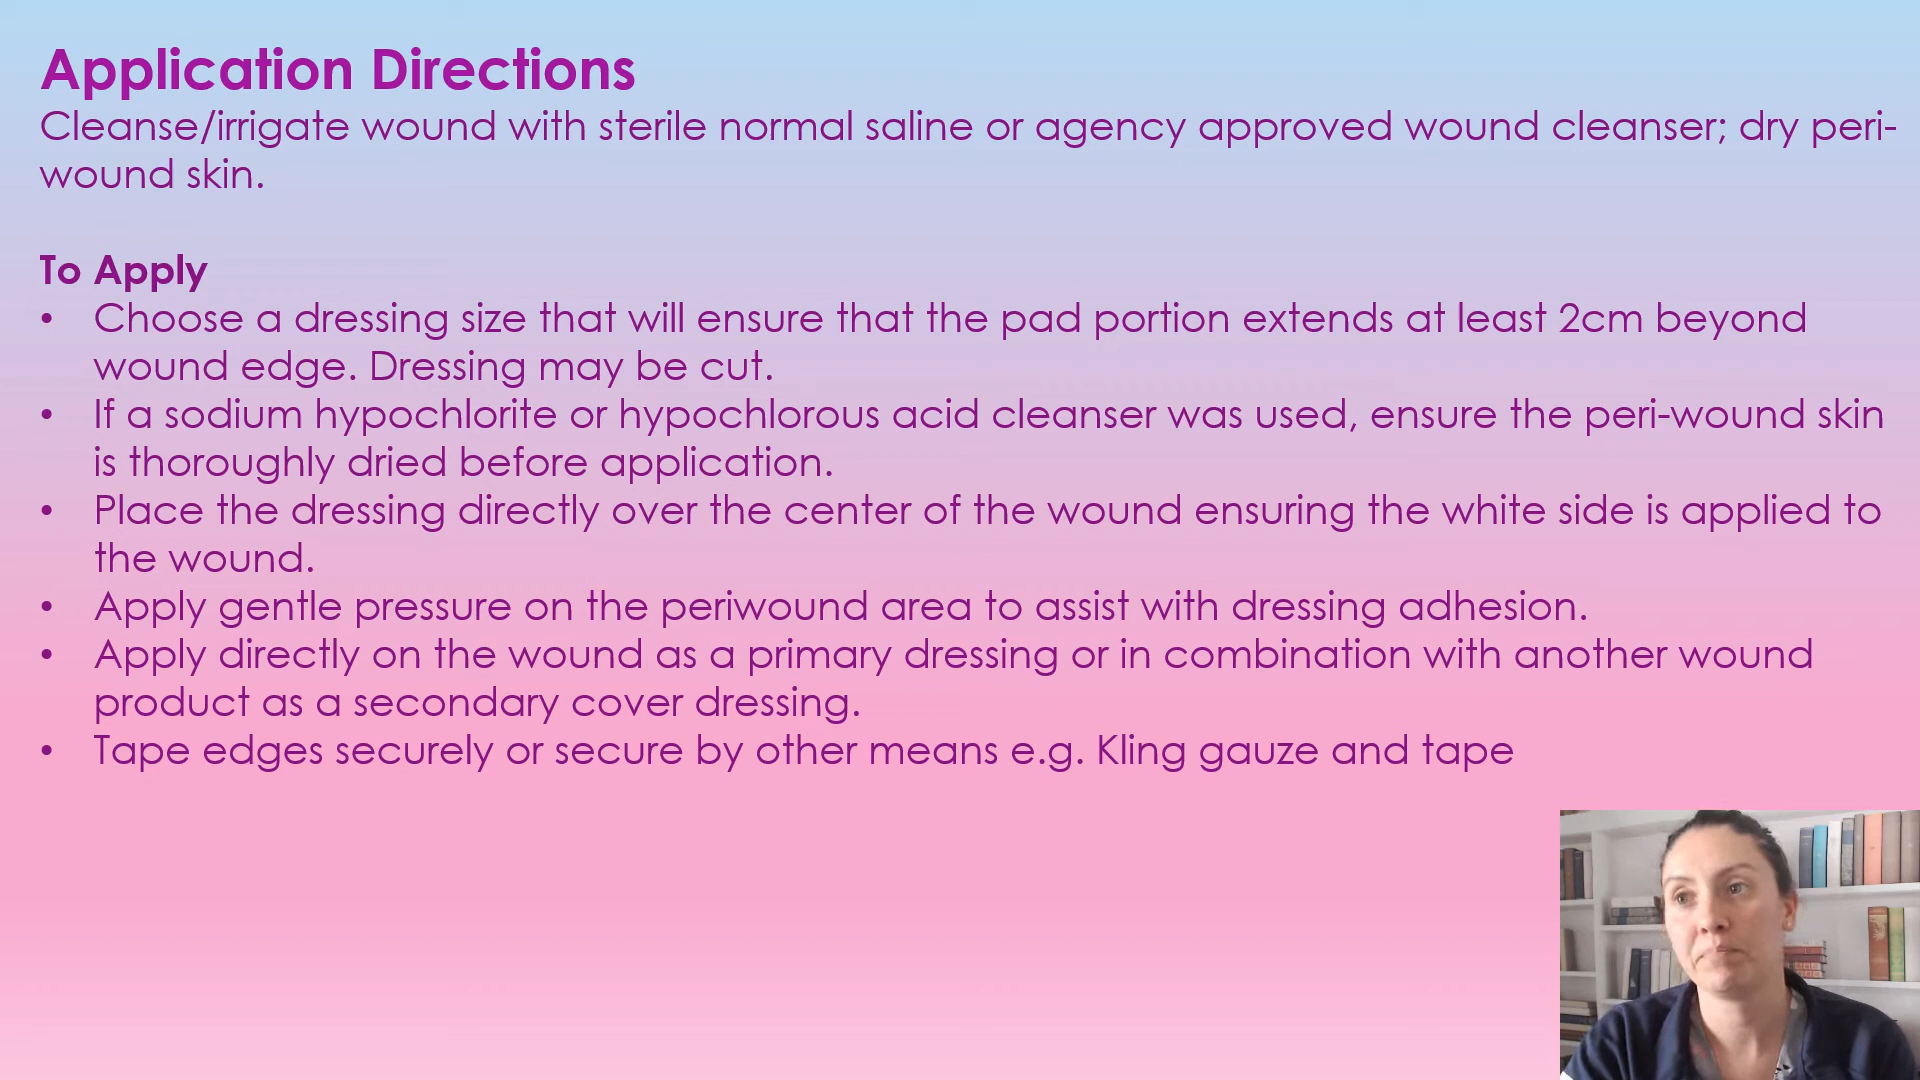 Application Directions
Cleanse/irrigate wound with sterile normal saline or agency approved wound cleanser; dry peri-
wound skin.
To Apply
• Choose a dressing size that will ensure that the pad portion extends at least 2cm beyond
wound edge. Dressing may be cut.
• If a sodium hypochlorite or hypochlorous acid cleanser was used, ensure the peri-wound skin
is thoroughly dried before application.
• Place the dressing directly over the center of the wound ensuring the white side is applied to
the wound.
• Apply gentle pressure on the periwound area to assist with dressing adhesion.
• Apply directly on the wound as a primary dressing or in combination with another wound
product as a secondary cover dressing.
• Tape edges securely or secure by other means e.g. Kling gauze and tape